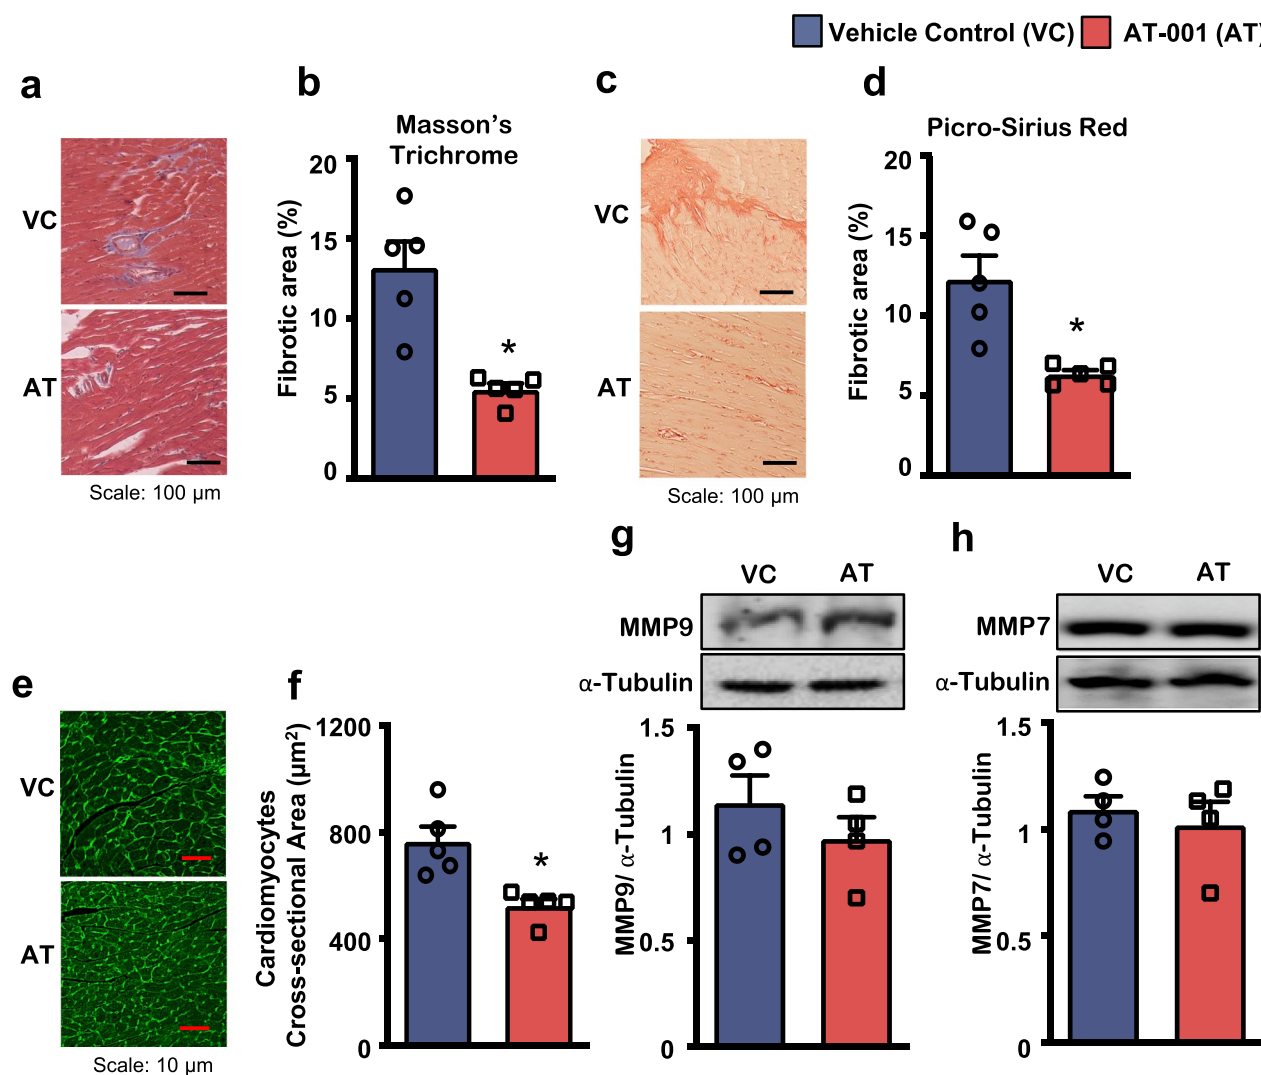 Vehicle Control (VC) AT-001 (AT)
a
b
c
d
Masson's
Trichrome
Picro-Sirius Red
VC
AT
Scale: 100 µm
Fibrotic area (%)
20
15
10
5
0
*
VC
AT
Scale: 100 µm
Fibrotic area (%)
20
15
10
5
0
*
e
f
g
h
VC
AT
Scale: 10 µm
Cardiomyocytes
Cross-sectional Area (µm²)
1200
800
400
0
*
VC AT
MMP9
α-Tubulin
MMP9/ α-Tubulin
1.5
1
0.5
0
VC AT
MMP7
α-Tubulin
MMP7/ α-Tubulin
1.5
1
0.5
0